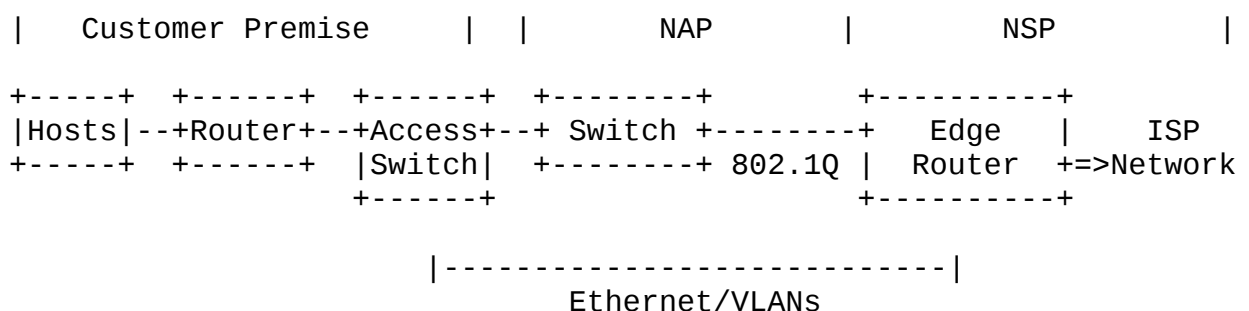 |   Customer Premise     |  |       NAP          |        NSP         |
+-----+  +------+  +------+  +--------+         +----------+
|Hosts|--+Router+--+Access+--+ Switch +--------+   Edge   |    ISP
+-----+  +------+  |Switch|  +--------+ 802.1Q |  Router  +=>Network
                   +------+                    +----------+
                       |----------------------------|
                               Ethernet/VLANs